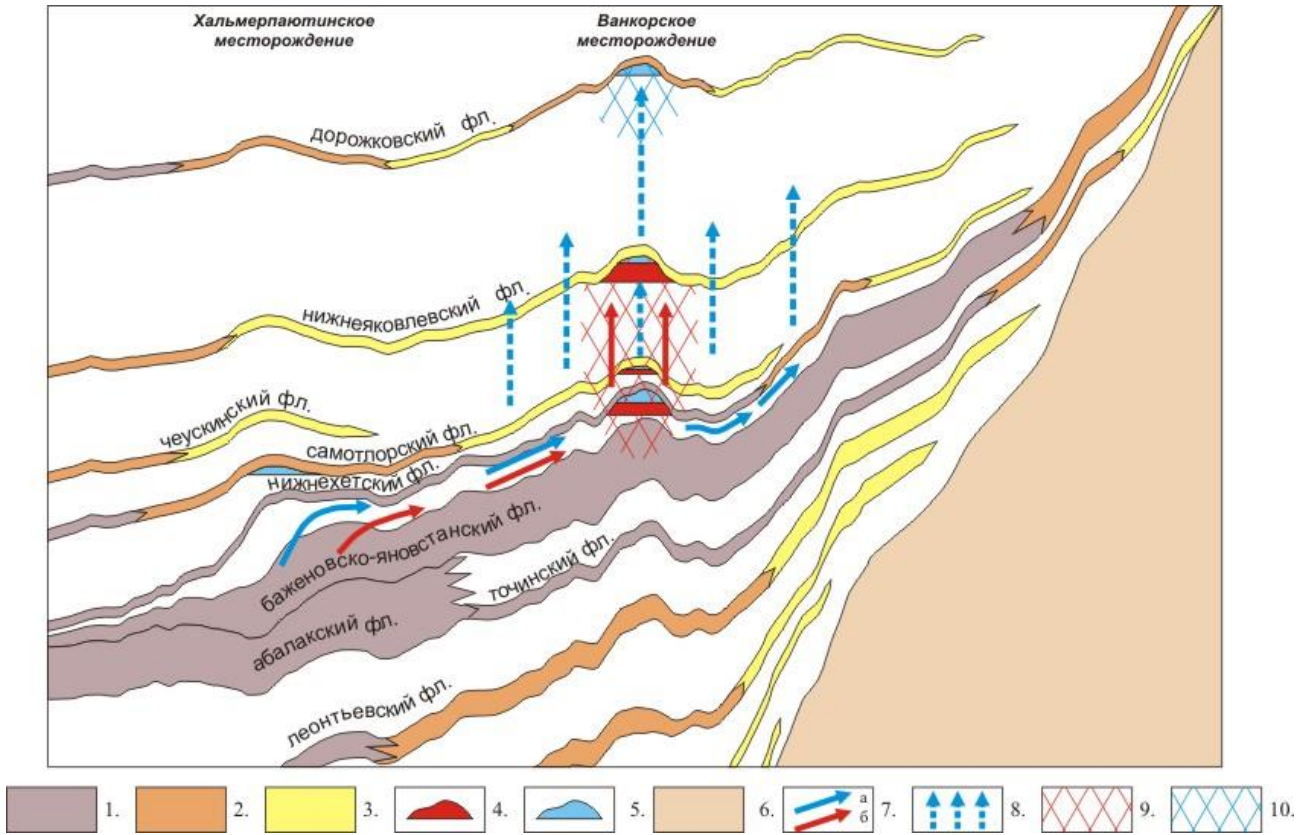 Хальмерпаютинское
месторождение
Ванкорское
месторождение
дорожковский фл.
нижнеяковлевский фл.
чеускинский фл.
самотлорский фл.
нижнехетский фл.
баженовско-яновстанский фл.
точинский фл.
абалакский фл.
леонтьевский фл.
1. 2. 3. 4. 5. 6. а б 7. 8. 9. 10.